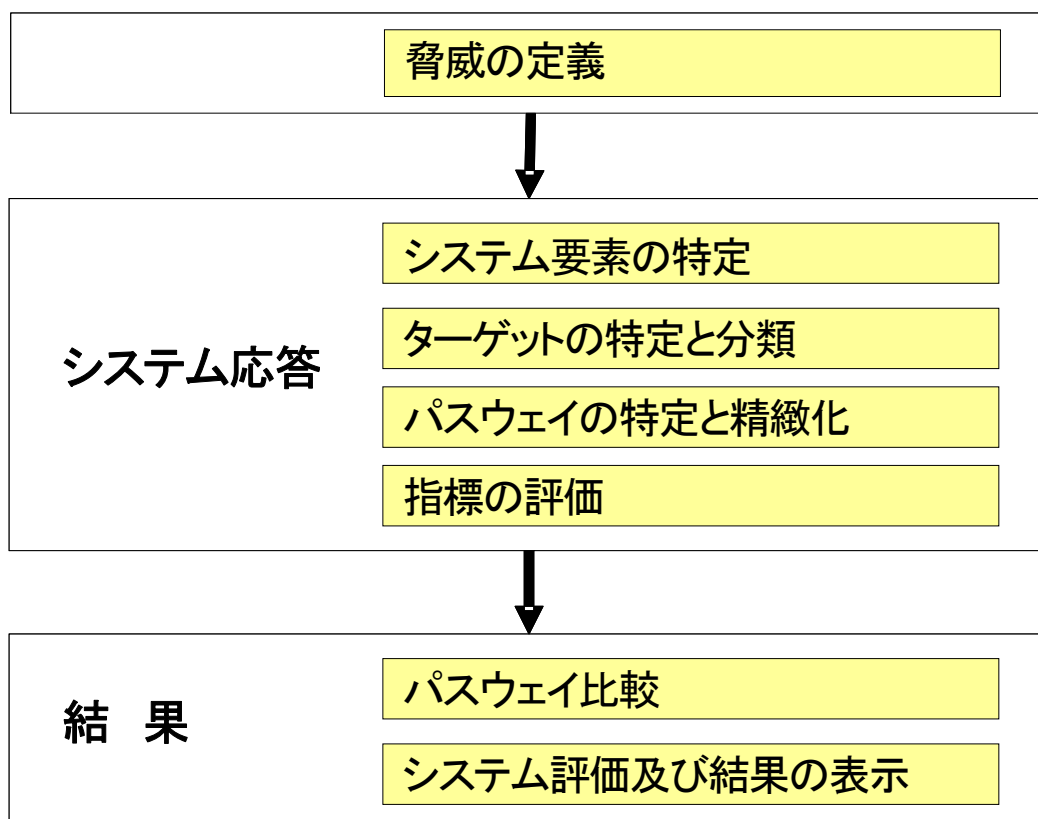 脅威の定義
システム応答
システム要素の特定
ターゲットの特定と分類
パスウェイの特定と精緻化
指標の評価
結　果
パスウェイ比較
システム評価及び結果の表示